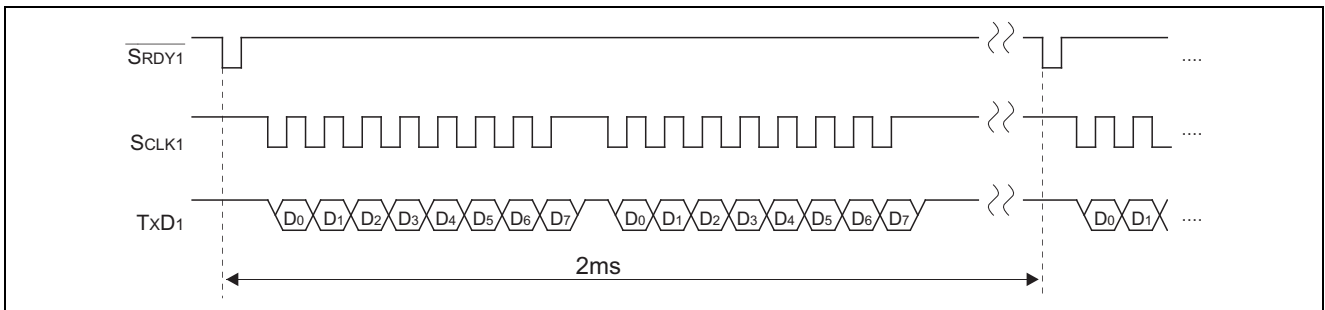 SRDY1 ....
SCLK1 ....
TxD1 D0 D1 D2 D3 D4 D5 D6 D7 D0 D1 D2 D3 D4 D5 D6 D7 D0 D1 ....
2ms